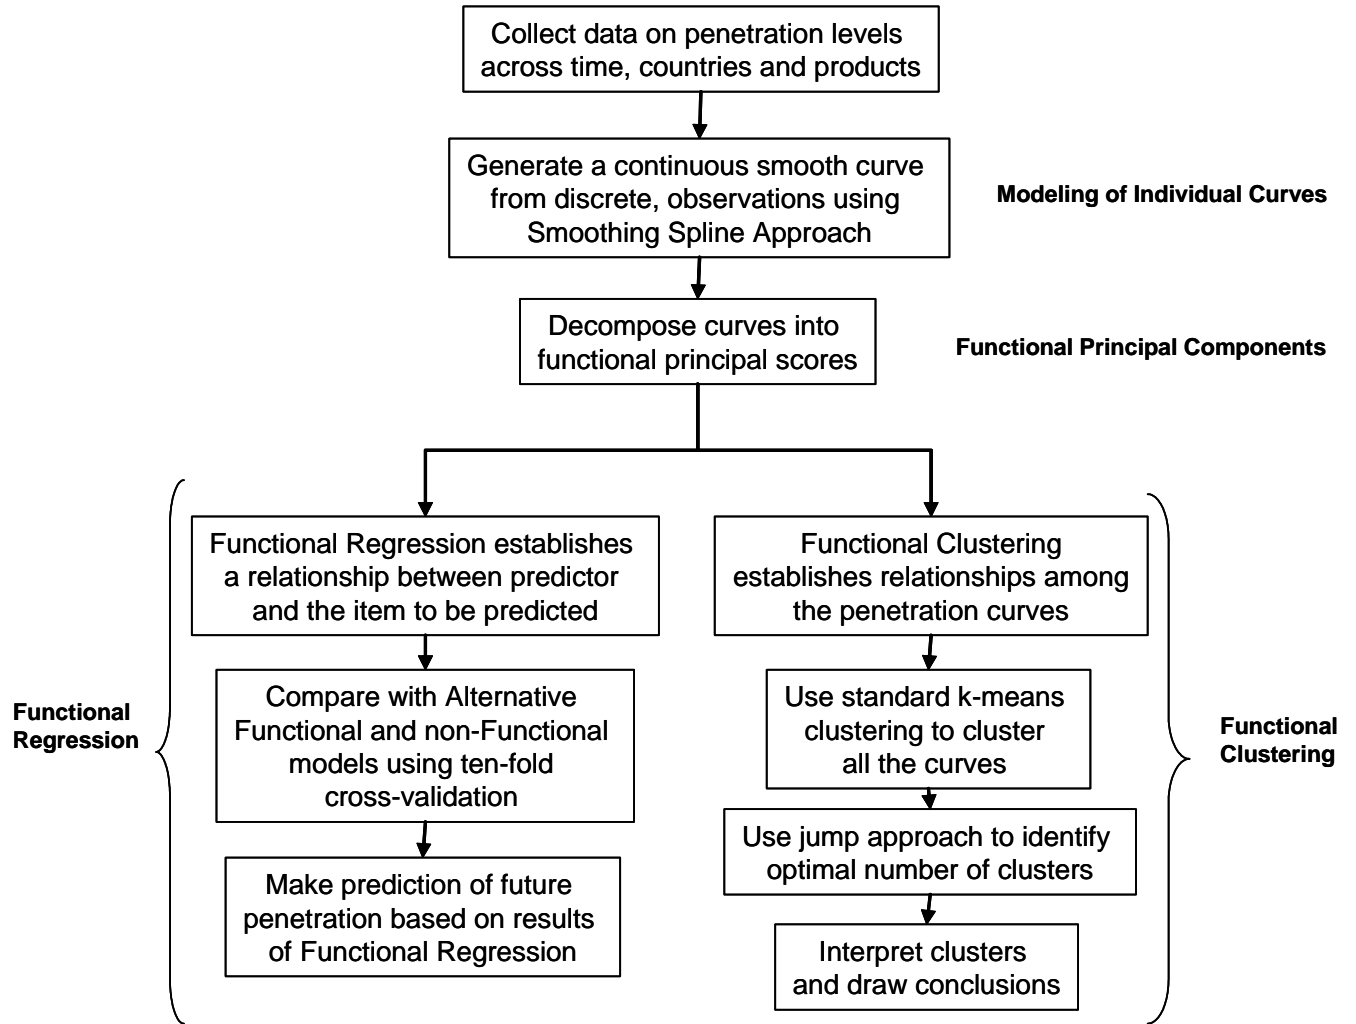 Collect data on penetration levels
across time, countries and products
Generate a continuous smooth curve
from discrete, observations using
Smoothing Spline Approach
Modeling of Individual Curves
Decompose curves into
functional principal scores
Functional Principal Components
Functional Regression establishes
a relationship between predictor
and the item to be predicted
Compare with Alternative
Functional and non-Functional
models using ten-fold
cross-validation
Make prediction of future
penetration based on results
of Functional Regression
Functional
Regression
Functional Clustering
establishes relationships among
the penetration curves
Use standard k-means
clustering to cluster
all the curves
Use jump approach to identify
optimal number of clusters
Interpret clusters
and draw conclusions
Functional
Clustering